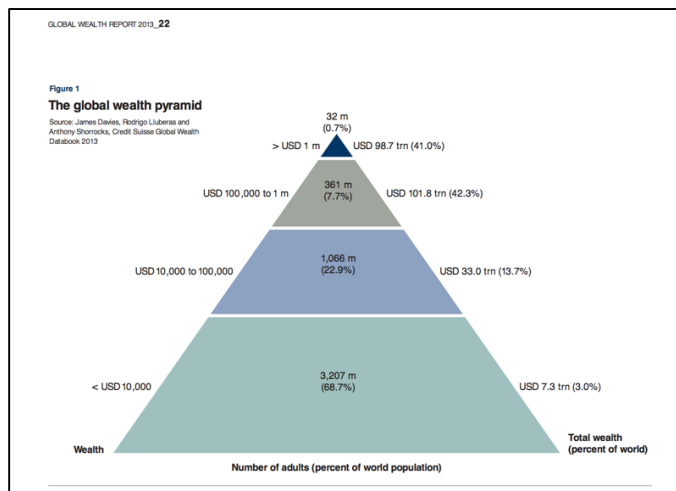 GLOBAL WEALTH REPORT 2013_22
Figure 1
The global wealth pyramid
Source: James Davies, Rodrigo Lluberas and
Anthony Shorrocks, Credit Suisse Global Wealth
Databook 2013
32 m
(0.7%)
> USD 1 m
USD 98.7 trn (41.0%)
USD 100,000 to 1 m
361 m
(7.7%)
USD 101.8 trn (42.3%)
USD 10,000 to 100,000
1,066 m
(22.9%)
USD 33.0 trn (13.7%)
< USD 10,000
3,207 m
(68.7%)
USD 7.3 trn (3.0%)
Wealth
Total wealth
(percent of world)
Number of adults (percent of world population)